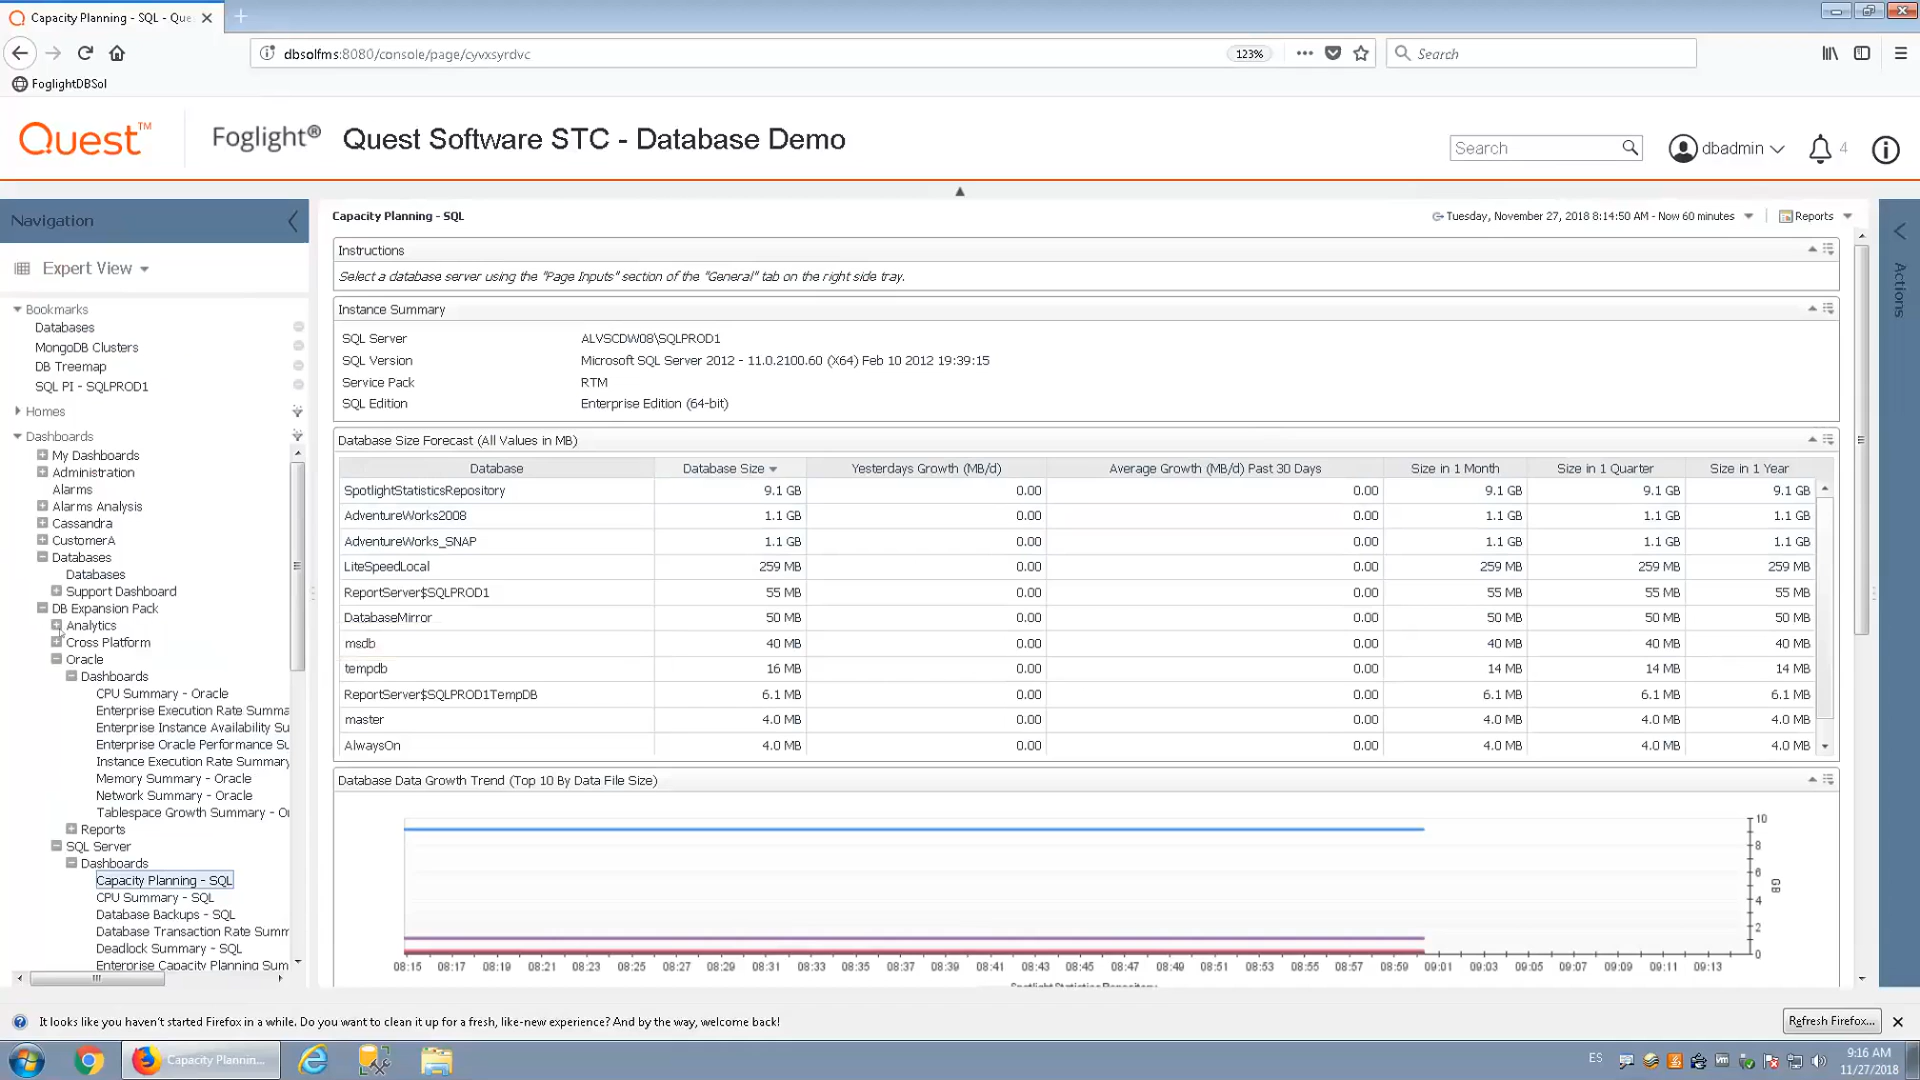 Capacity Planning - SQL - Que
dbsolfms:8080/console/page/cyvxsyrdvc
123%
Search
FoglightDBSol
Quest™
Foglight®
Quest Software STC - Database Demo
Search
dbadmin
4
Navigation
Expert View
Bookmarks
Databases
MongoDB Clusters
DB Treemap
SQL PI - SQLPROD1
Homes
Dashboards
My Dashboards
Administration
Alarms
Alarms Analysis
Cassandra
CustomerA
Databases
Databases
Support Dashboard
DB Expansion Pack
Analytics
Cross Platform
Oracle
Dashboards
CPU Summary - Oracle
Enterprise Execution Rate Summa
Enterprise Instance Availability Su
Enterprise Oracle Performance Su
Instance Execution Rate Summary
Memory Summary - Oracle
Network Summary - Oracle
Tablespace Growth Summary - O
Reports
SQL Server
Dashboards
Capacity Planning - SQL
CPU Summary - SQL
Database Backups - SQL
Database Transaction Rate Summ
Deadlock Summary - SQL
Enterprise Capacity Planning Sum
Capacity Planning - SQL
Tuesday, November 27, 2018 8:14:50 AM - Now 60 minutes
Reports
Actions
Instructions
Select a database server using the "Page Inputs" section of the "General" tab on the right side tray.
Instance Summary
SQL Server ALVSCDW08\SQLPROD1
SQL Version Microsoft SQL Server 2012 - 11.0.2100.60 (X64) Feb 10 2012 19:39:15
Service Pack RTM
SQL Edition Enterprise Edition (64-bit)
Database Size Forecast (All Values in MB)
Database Database Size Yesterdays Growth (MB/d) Average Growth (MB/d) Past 30 Days Size in 1 Month Size in 1 Quarter Size in 1 Year
SpotlightStatisticsRepository 9.1 GB 0.00 0.00 9.1 GB 9.1 GB 9.1 GB
AdventureWorks2008 1.1 GB 0.00 0.00 1.1 GB 1.1 GB 1.1 GB
AdventureWorks_SNAP 1.1 GB 0.00 0.00 1.1 GB 1.1 GB 1.1 GB
LiteSpeedLocal 259 MB 0.00 0.00 259 MB 259 MB 259 MB
ReportServer$SQLPROD1 55 MB 0.00 0.00 55 MB 55 MB 55 MB
DatabaseMirror 50 MB 0.00 0.00 50 MB 50 MB 50 MB
msdb 40 MB 0.00 0.00 40 MB 40 MB 40 MB
tempdb 16 MB 0.00 0.00 14 MB 14 MB 14 MB
ReportServer$SQLPROD1TempDB 6.1 MB 0.00 0.00 6.1 MB 6.1 MB 6.1 MB
master 4.0 MB 0.00 0.00 4.0 MB 4.0 MB 4.0 MB
AlwaysOn 4.0 MB 0.00 0.00 4.0 MB 4.0 MB 4.0 MB
Database Data Growth Trend (Top 10 By Data File Size)
10
8
6
4
2
0
GB
08:15 08:17 08:19 08:21 08:23 08:25 08:27 08:29 08:31 08:33 08:35 08:37 08:39 08:41 08:43 08:45 08:47 08:49 08:51 08:53 08:55 08:57 08:59 09:01 09:03 09:05 09:07 09:09 09:11 09:13
SpotlightStatisticsRepository
It looks like you haven't started Firefox in a while. Do you want to clean it up for a fresh, like-new experience? And by the way, welcome back!
Refresh Firefox...
Capacity Plannin...
ES
9:16 AM
11/27/2018